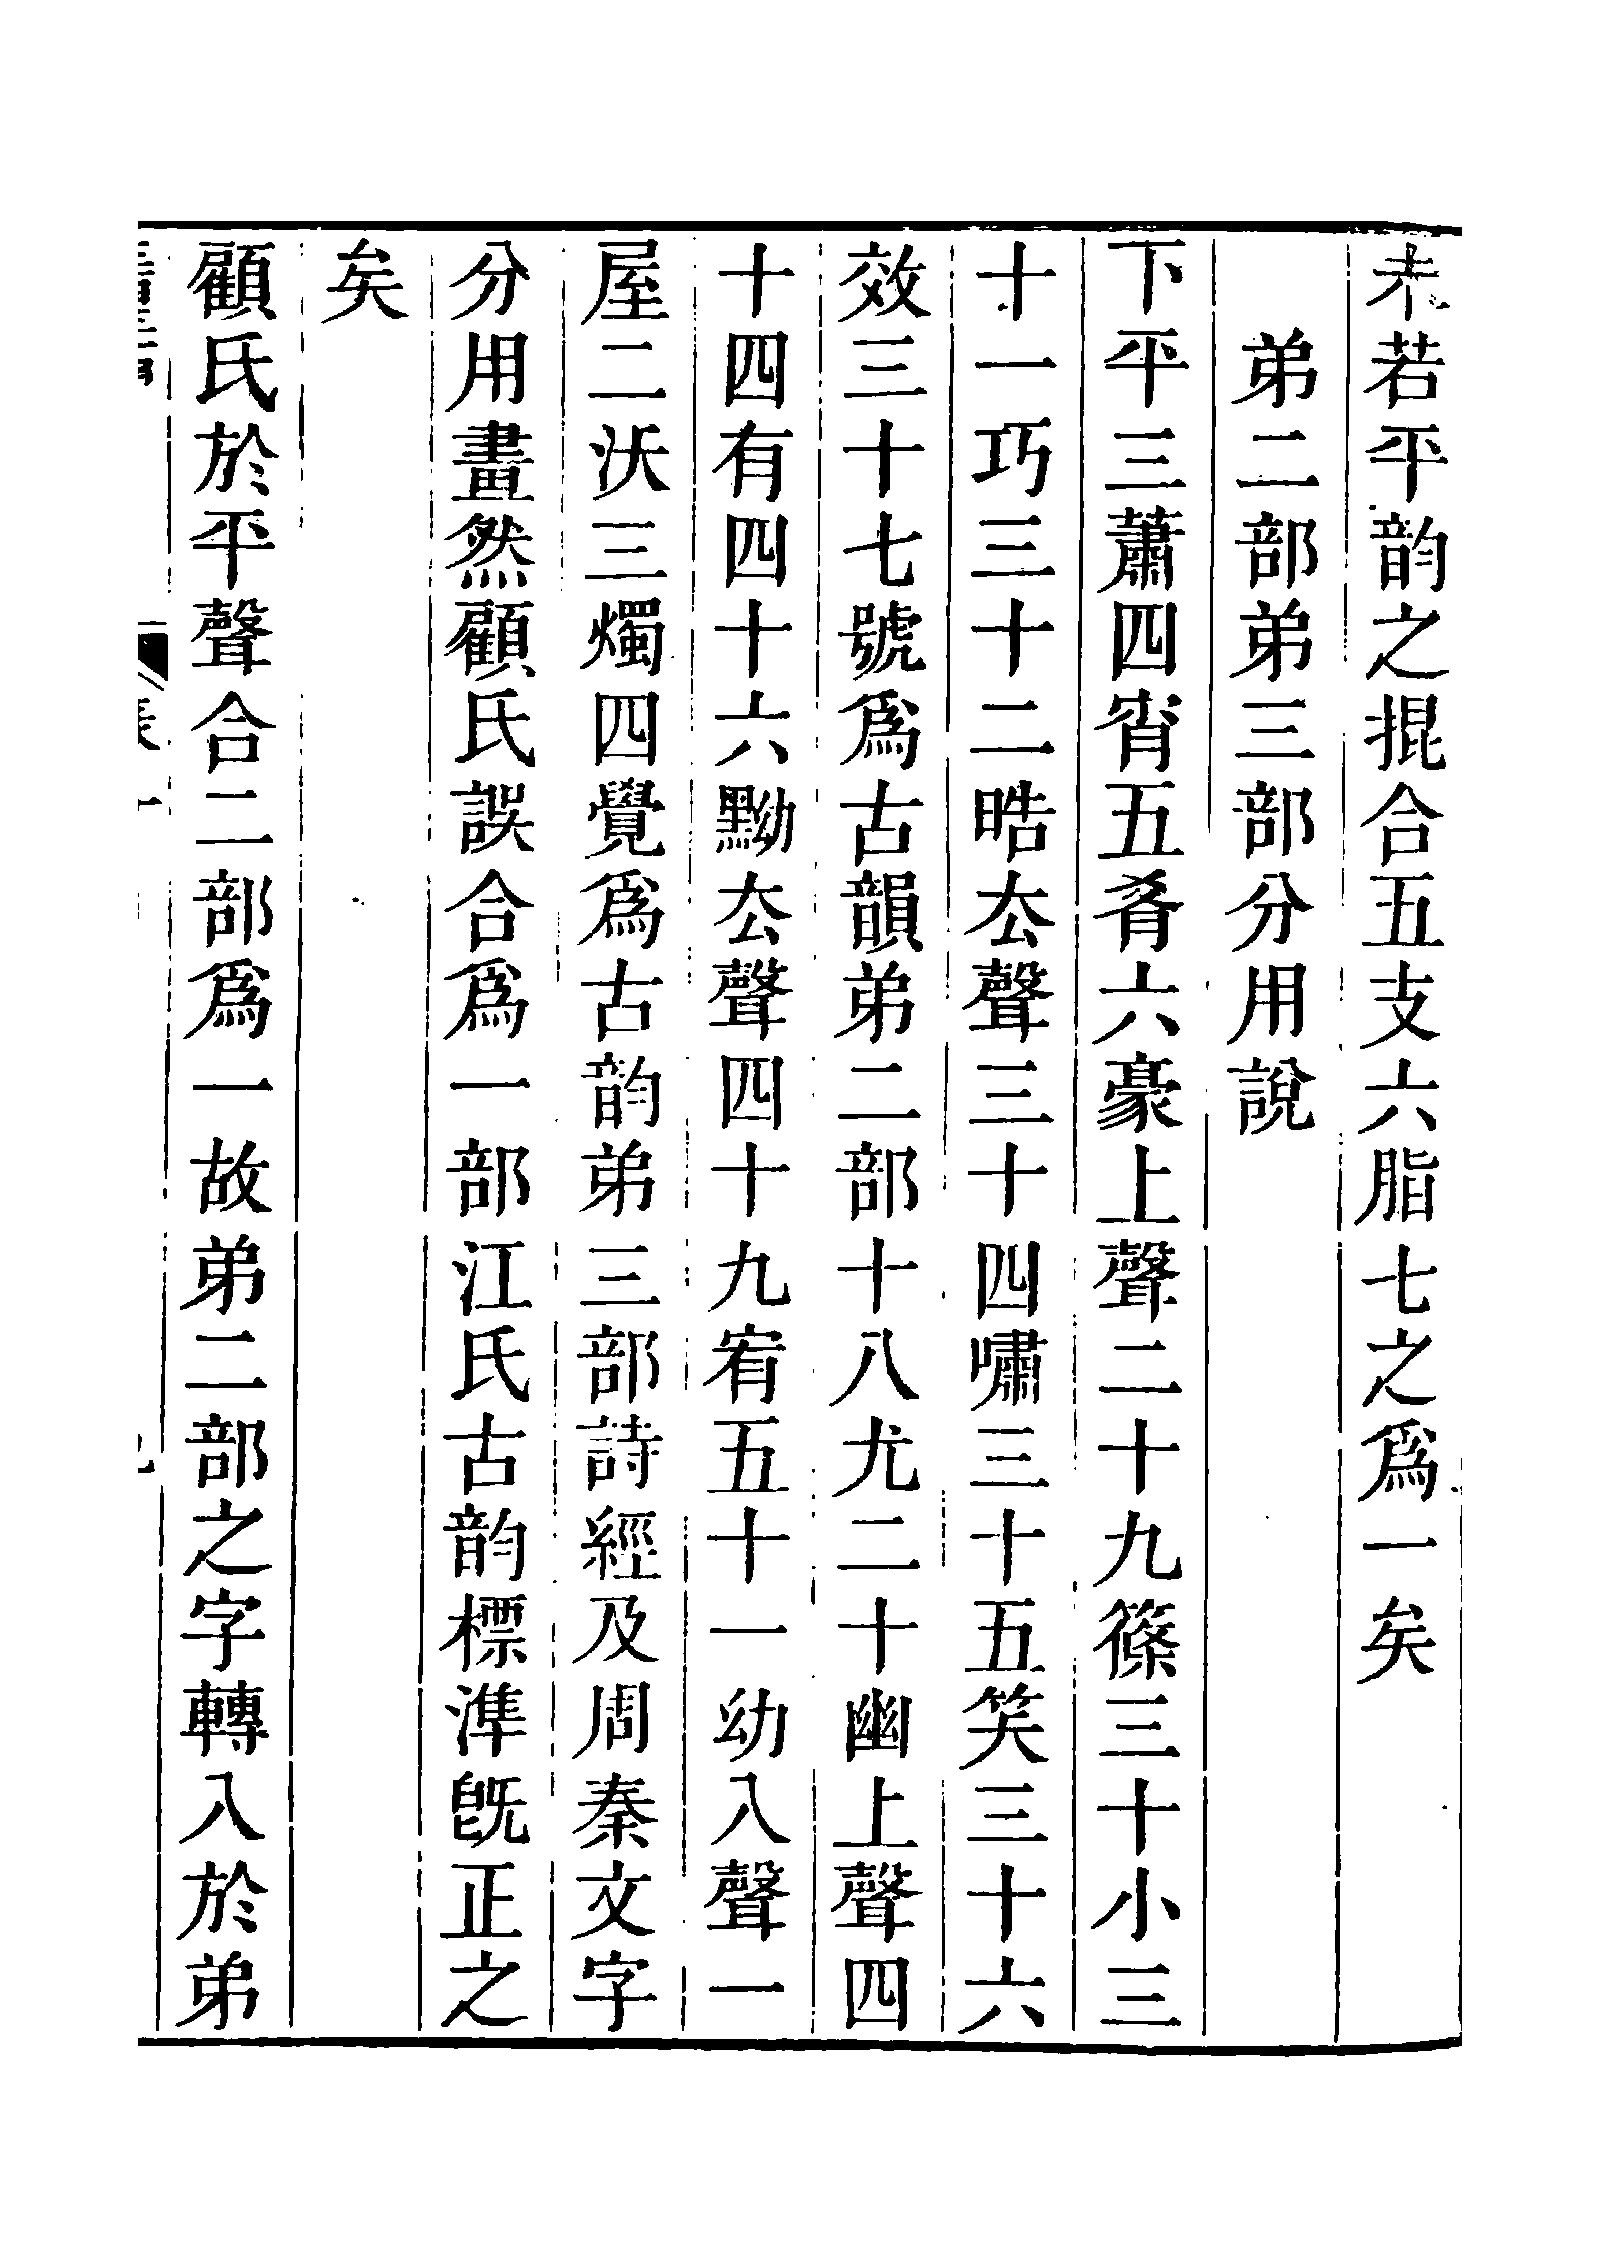 未若平韵之掍合五支六脂七之爲一矣
弟二部弟三部分用說
下平三蕭四宵五肴六豪上聲二十九篠三十小三
十一巧三十二晧厺聲三十四嘯三十五笑三十六
效三十七號爲古韻弟二部十八尤二十幽上聲四
十四有四十六黝厺聲四十九宥五十一幼入聲一
屋二沃三燭四覺爲古韵弟三部詩經及周秦文字
分用畫然顧氏誤合爲一部江氏古韵標準旣正之
矣
顧氏於平聲合二部爲一故弟二部之字轉入於弟